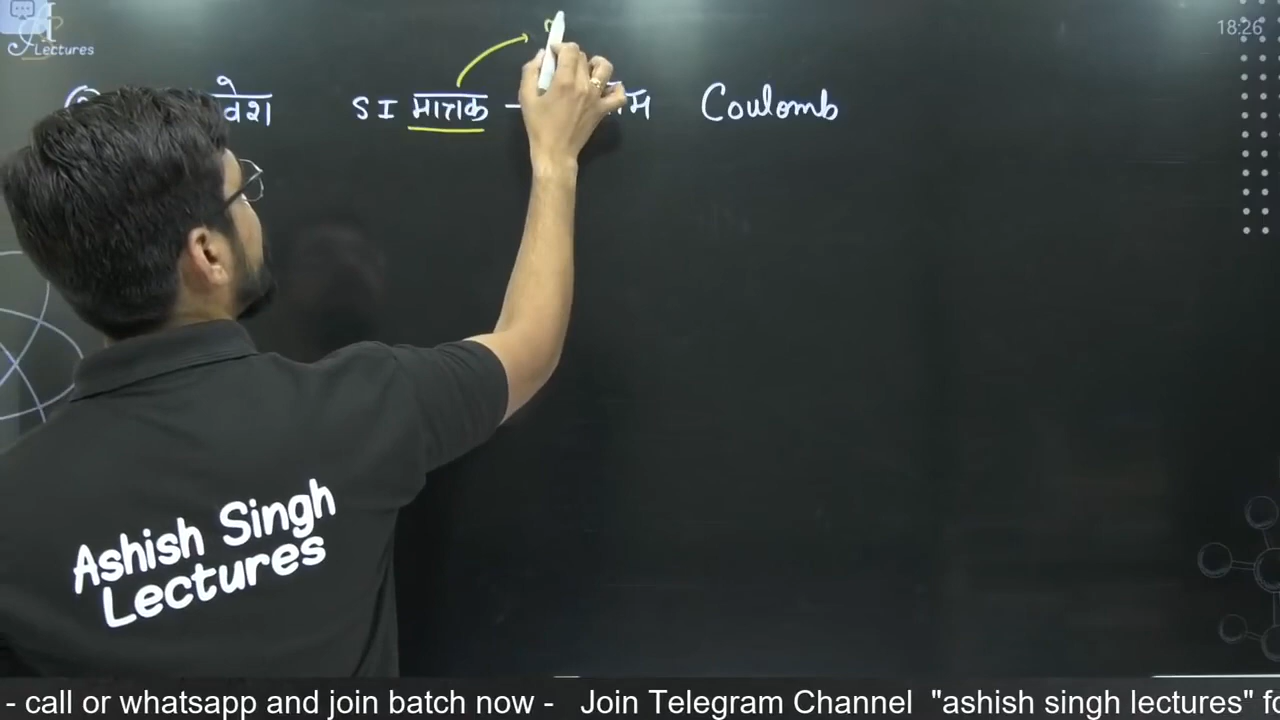 Lectures
18:26
वेश SI मात्रक - Coulomb
Ashish Singh
Lectures
- call or whatsapp and join batch now - Join Telegram Channel "ashish singh lectures" fo